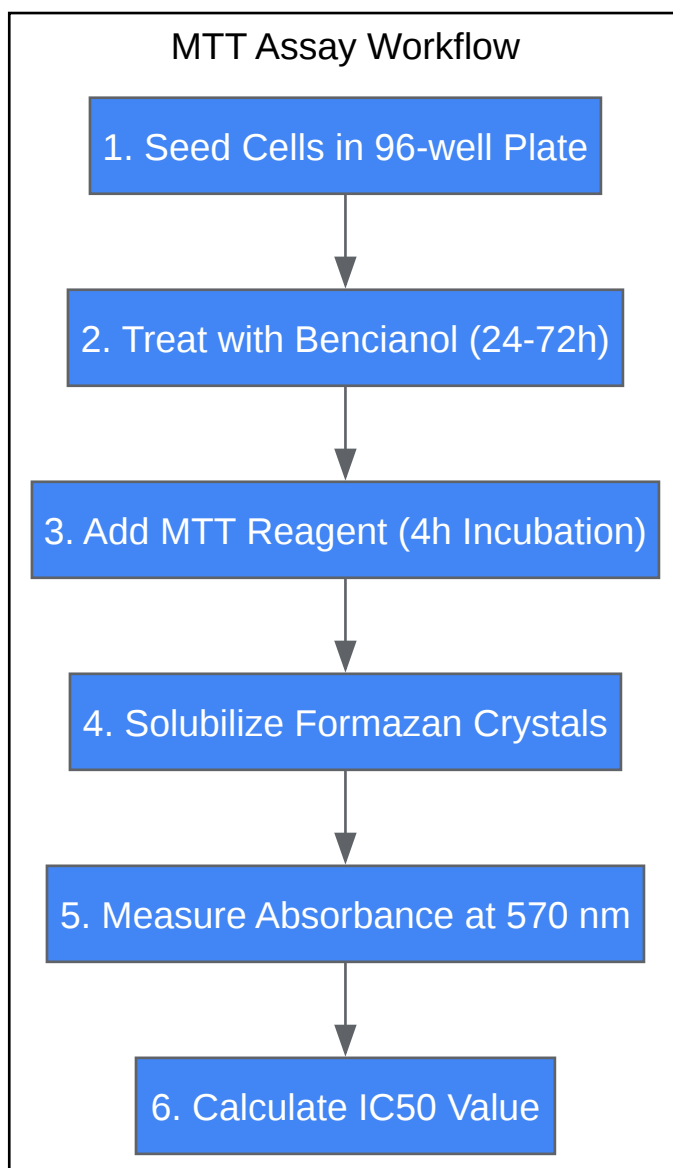 MTT Assay Workflow
1. Seed Cells in 96-well Plate
2. Treat with Bencianol (24-72h)
3. Add MTT Reagent (4h Incubation)
4. Solubilize Formazan Crystals
5. Measure Absorbance at 570 nm
6. Calculate IC50 Value